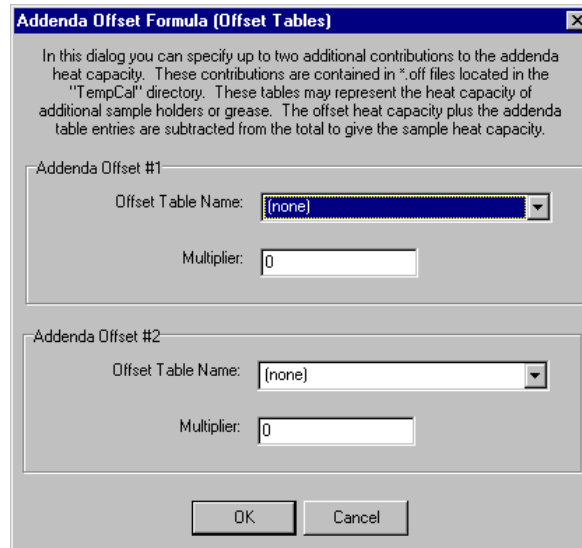 Addenda Offset Formula (Offset Tables)
In this dialog you can specify up to two additional contributions to the addenda
heat capacity. These contributions are contained in *.off files located in the
"TempCal" directory. These tables may represent the heat capacity of
additional sample holders or grease. The offset heat capacity plus the addenda
table entries are subtracted from the total to give the sample heat capacity.
Addenda Offset #1
Offset Table Name: (none)
Multiplier: 0
Addenda Offset #2
Offset Table Name: (none)
Multiplier: 0
OK Cancel